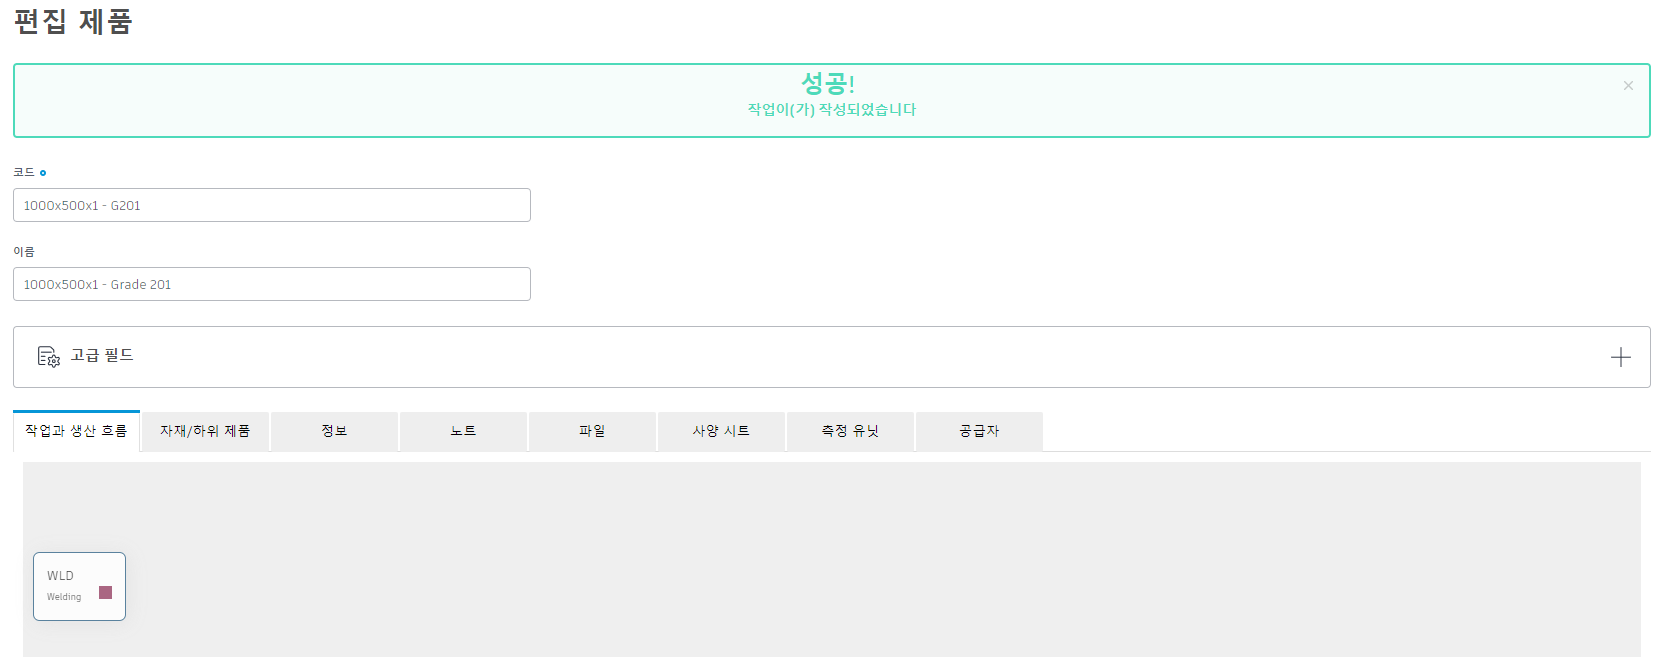 편집 제품
성공!
작업이(가) 작성되었습니다
코드
1000x500x1 - G201
이름
1000x500x1 - Grade 201
고급 필드
작업과 생산 흐름 자재/하위 제품 정보 노트 파일 사양 시트 측정 유닛 공급자
WLD
Welding